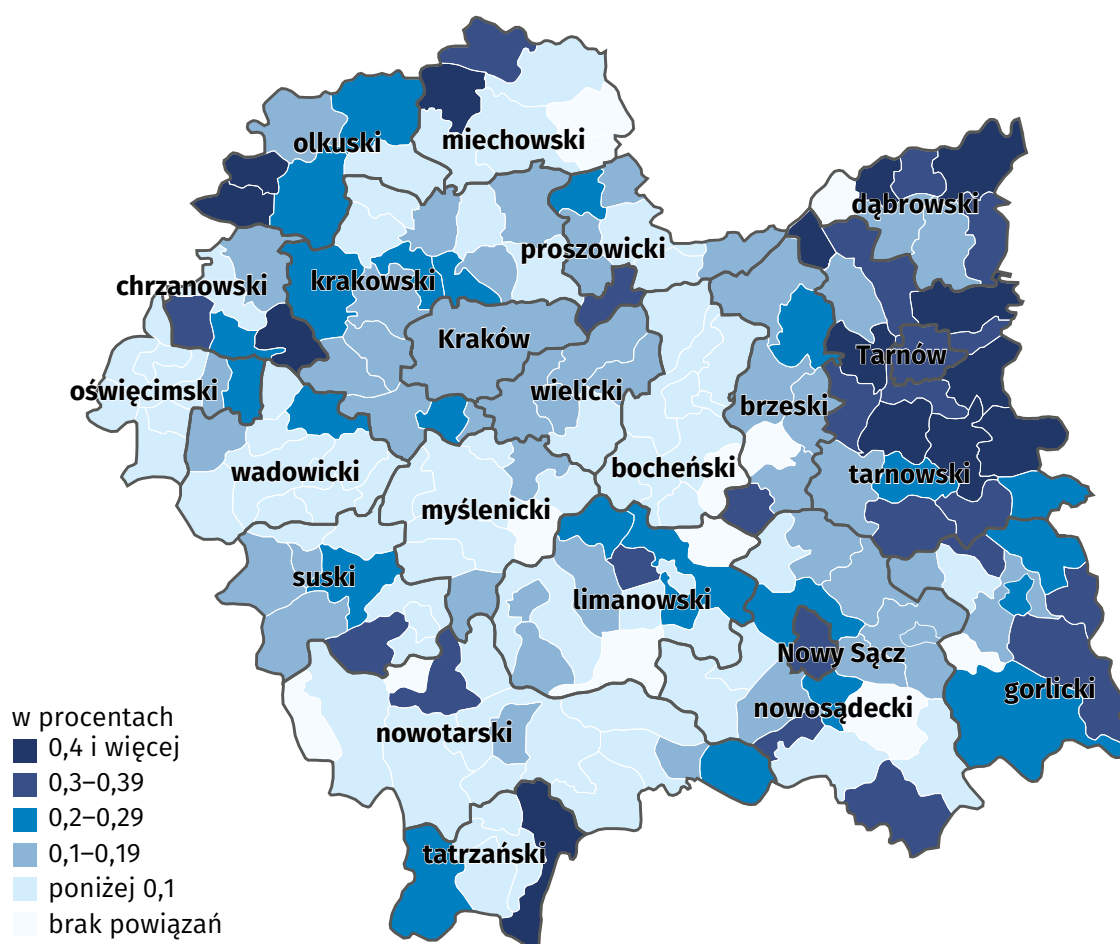 olkuski
miechowski
dąbrowski
proszowicki
chrzanowski
krakowski
Kraków
Tarnów
oświęcimski
wielicki
brzeski
wadowicki
bocheński
tarnowski
myślenicki
suski
limanowski
Nowy Sącz
gorlicki
nowosądecki
nowotarski
tatrzański
w procentach
0,4 i więcej
0,3–0,39
0,2–0,29
0,1–0,19
poniżej 0,1
brak powiązań